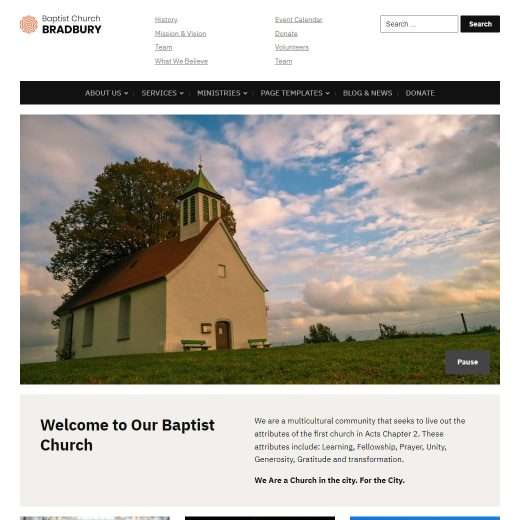 Baptist Church
BRADBURY
History
Mission & Vision
Team
What We Believe
Event Calendar
Donate
Volunteers
Team
Search ...
Search
ABOUT US
SERVICES
MINISTRIES
PAGE TEMPLATES
BLOG & NEWS
DONATE
Pause
Welcome to Our Baptist
Church
We are a multicultural community that seeks to live out the
attributes of the first church in Acts Chapter 2. These
attributes include: Learning, Fellowship, Prayer, Unity,
Generosity, Gratitude and transformation.
We Are a Church in the city. For the City.